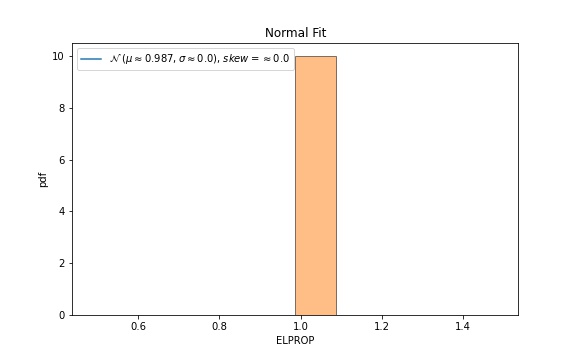 Normal Fit
𝒩 (μ ≈ 0.987, σ ≈ 0.0), skew = ≈ 0.0
10
8
6
4
2
0
pdf
0.6 0.8 1.0 1.2 1.4
ELPROP